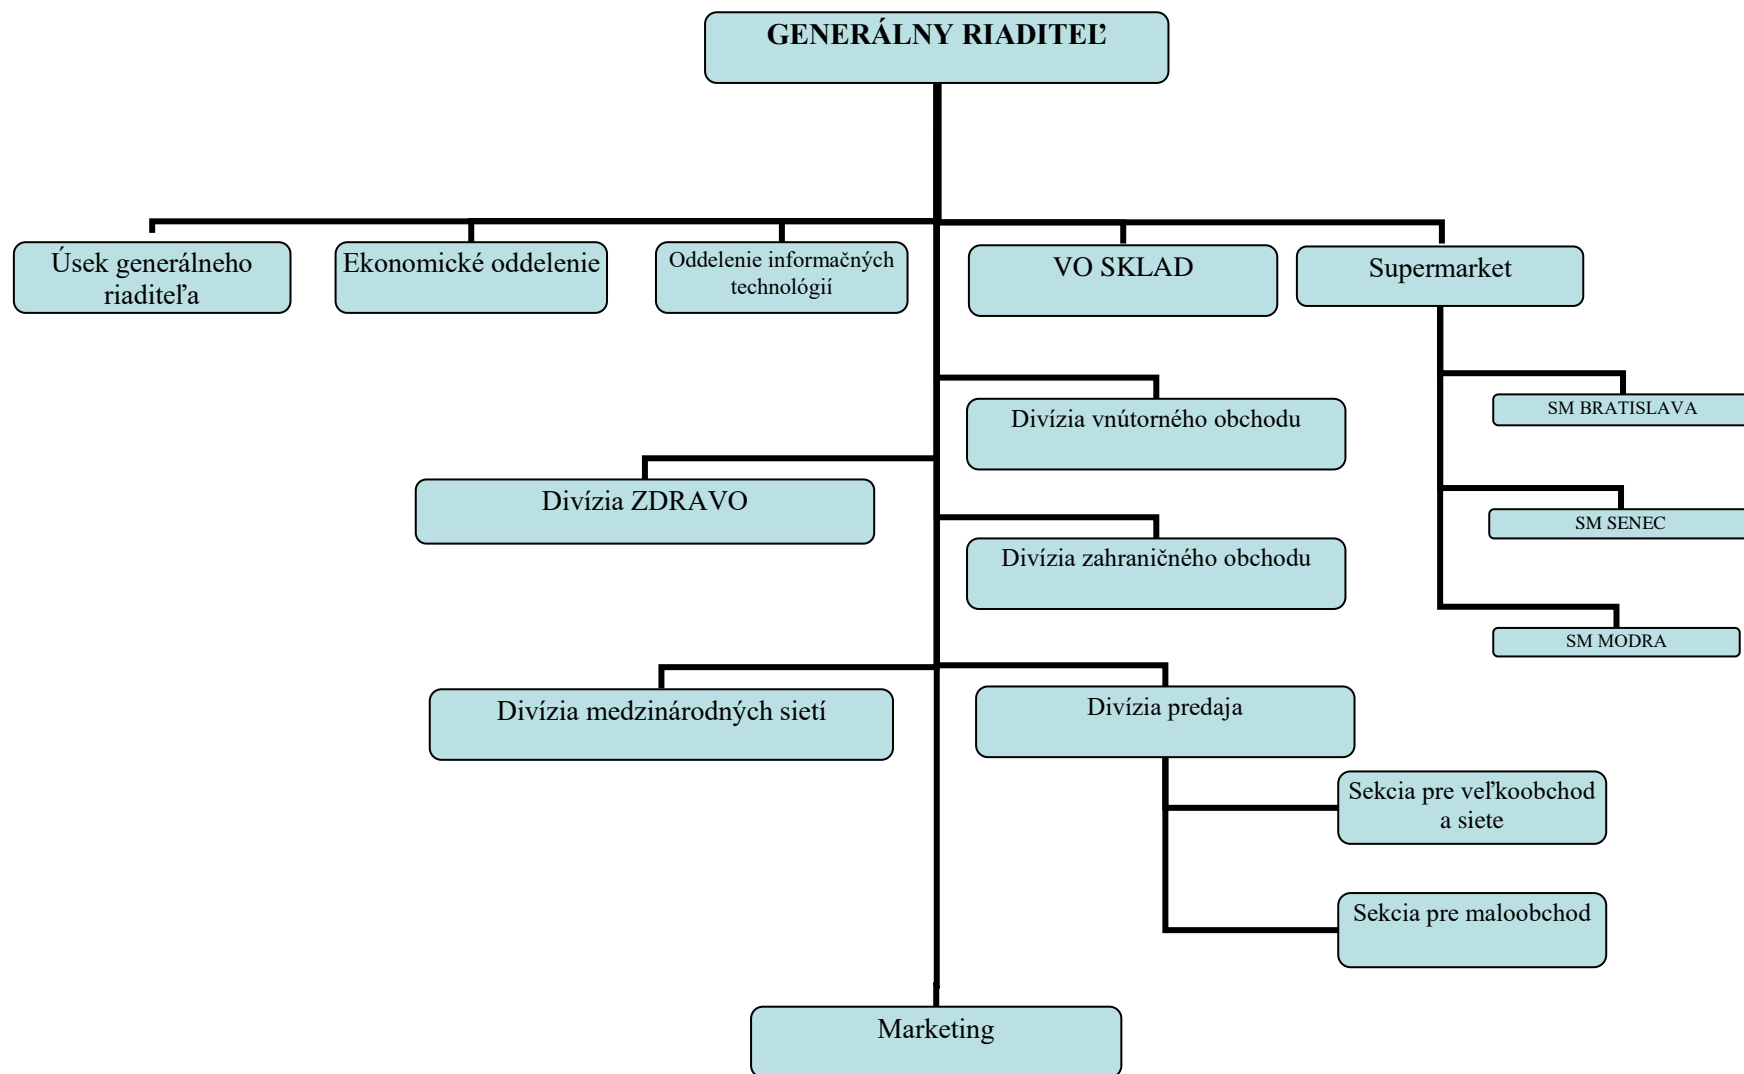 GENERÁLNY RIADITEĽ
Úsek generálneho
riaditeľa
Ekonomické oddelenie
Oddelenie informačných
technológií
VO SKLAD
Supermarket
SM BRATISLAVA
Divízia vnútorného obchodu
Divízia ZDRAVO
SM SENEC
Divízia zahraničného obchodu
SM MODRA
Divízia medzinárodných sietí
Divízia predaja
Sekcia pre veľkoobchod
a siete
Sekcia pre maloobchod
Marketing